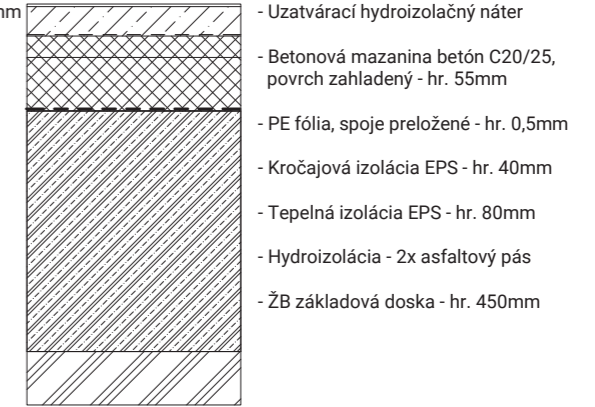 mm
- Uzatvárací hydroizolačný náter
- Betonová mazanina betón C20/25,
povrch zahladený - hr. 55mm
- PE fólia, spoje preložené - hr. 0,5mm
- Kročajová izolácia EPS - hr. 40mm
- Tepelná izolácia EPS - hr. 80mm
- Hydroizolácia - 2x asfaltový pás
- ŽB základová doska - hr. 450mm